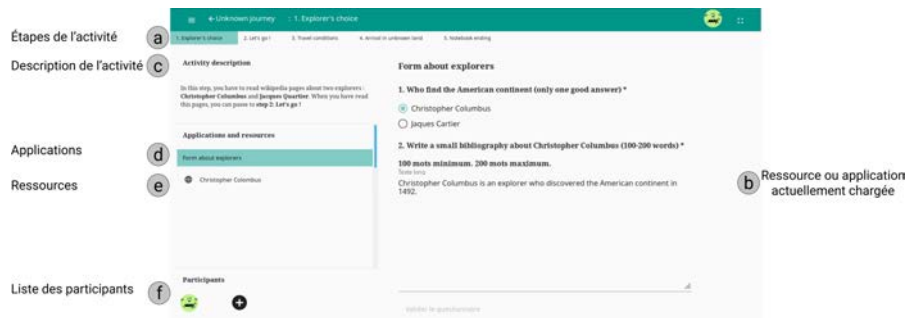 ← Unknown journey : 1. Explorer's choice
Étapes de l'activité
a
1. Explorer's choice 2. Let's go ! 3. Travel conditions 4. Arrival in unknown land 5. Notebook ending
Description de l'activité
c
Activity description
In this step, you have to read wikipedia pages about two explorers :
Christopher Columbus and Jacques Quartier. When you have read
this pages, you can passe to step 2: Let's go !
Applications and resources
Applications
d
Form about explorers
Ressources
e
Christopher Colombus
Liste des participants
f
Participants
Form about explorers
1. Who find the American continent (only one good answer) *
Christopher Columbus
Jaques Cartier
2. Write a small bibliography about Christopher Columbus (100-200 words) *
100 mots minimum. 200 mots maximum.
Texte long
Christopher Columbus is an explorer who discovered the American continent in
1492.
Valider le questionnaire
b
Ressource ou application
actuellement chargée